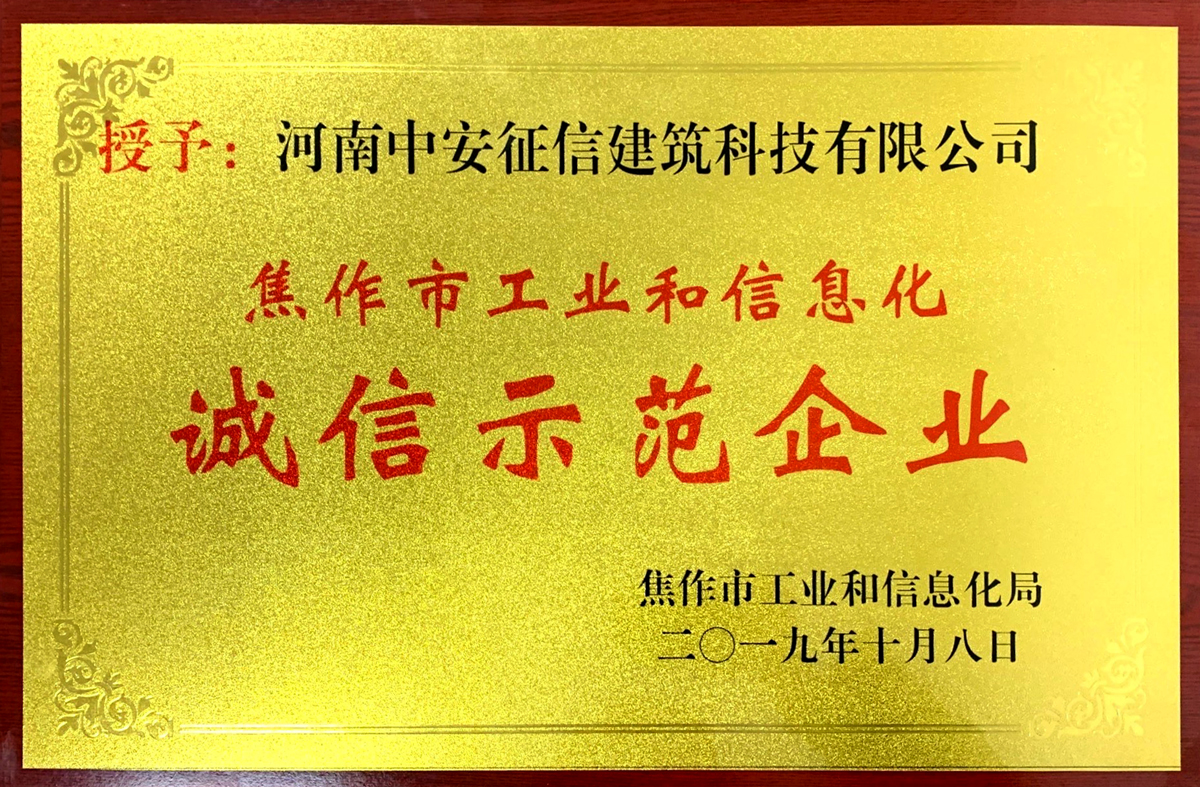 授予：河南中安征信建筑科技有限公司
焦作市工业和信息化
诚信示范企业
焦作市工业和信息化局
二〇一九年十月八日